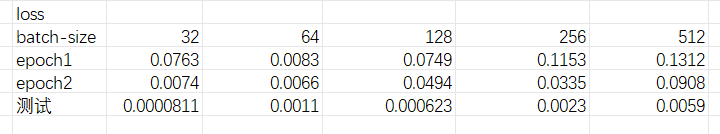 loss
batch-size 32 64 128 256 512
epoch1 0.0763 0.0083 0.0749 0.1153 0.1312
epoch2 0.0074 0.0066 0.0494 0.0335 0.0908
测试 0.0000811 0.0011 0.000623 0.0023 0.0059